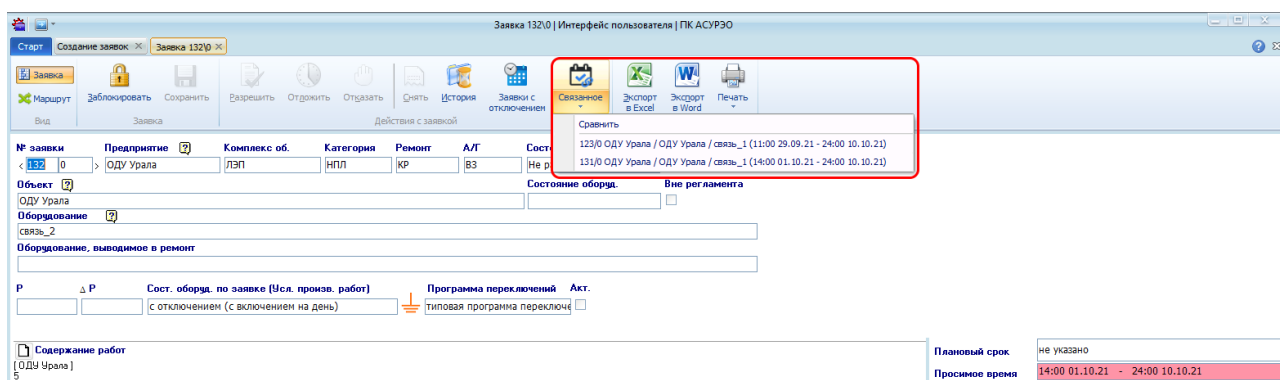 Заявка 132\0 | Интерфейс пользователя | ПК АСУРЭО
Старт Создание заявок Заявка 132\0
Заявка Маршрут
Заблокировать Сохранить Разрешить Отложить Отказать Снять История Заявки с отключением Связанное Экспорт в Excel Экспорт в Word Печать
Вид Заявка Действия с заявкой
Сравнить
123/0 ОДУ Урала / ОДУ Урала / связь_1 (11:00 29.09.21 - 24:00 10.10.21)
131/0 ОДУ Урала / ОДУ Урала / связь_1 (14:00 01.10.21 - 24:00 10.10.21)
№ заявки Предприятие [?] Комплекс об. Категория Ремонт А/Г
< 132 0 > ОДУ Урала ЛЭП НПЛ КР ВЗ
Объект [?] Состояние оборуд. Вне регламента
ОДУ Урала
Оборудование [?]
связь_2
Оборудование, выводимое в ремонт
Р Δ Р Сост. оборуд. по заявке (Усл. произв. работ) Программа переключений Акт.
с отключением (с включением на день) типовая программа переключе
Содержание работ
[ ОДУ Урала ]
5
Плановый срок не указано
Просимое время 14:00 01.10.21 - 24:00 10.10.21